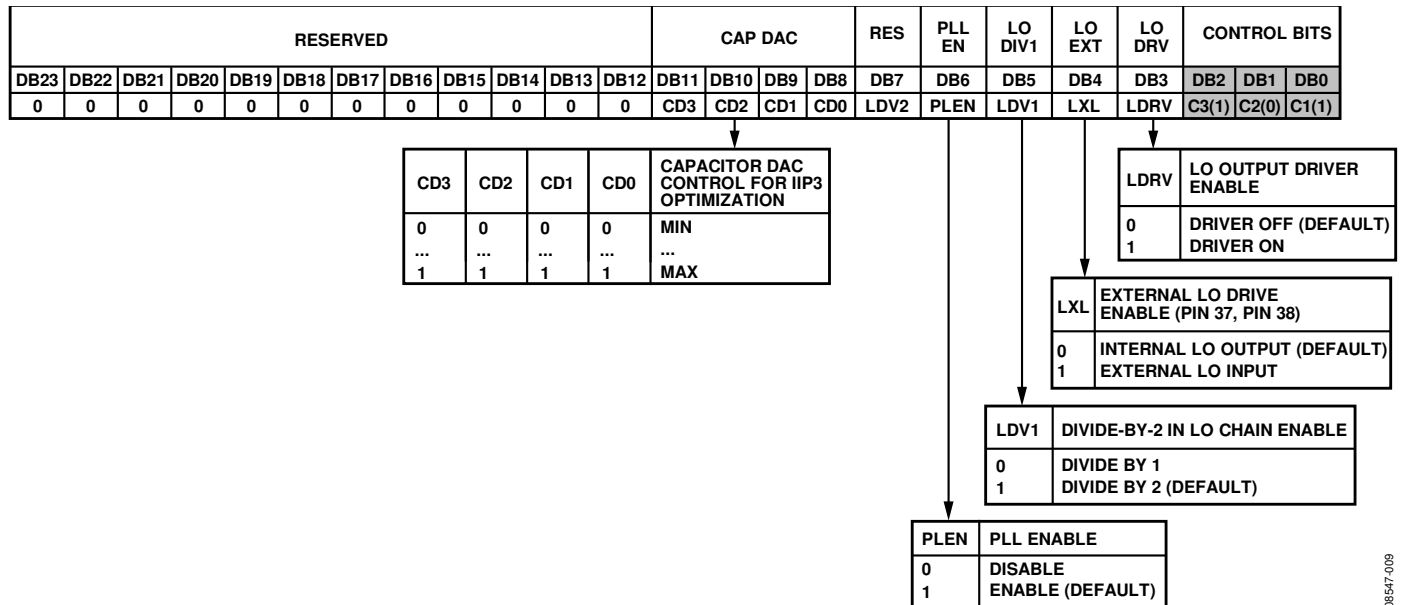 RESERVED CAP DAC RES PLL EN LO DIV1 LO EXT LO DRV CONTROL BITS
DB23 DB22 DB21 DB20 DB19 DB18 DB17 DB16 DB15 DB14 DB13 DB12 DB11 DB10 DB9 DB8 DB7 DB6 DB5 DB4 DB3 DB2 DB1 DB0
0 0 0 0 0 0 0 0 0 0 0 0 CD3 CD2 CD1 CD0 LDV2 PLEN LDV1 LXL LDRV C3(1) C2(0) C1(1)
CD3 CD2 CD1 CD0 CAPACITOR DAC
CONTROL FOR IIP3
OPTIMIZATION
0 0 0 0 MIN
... ... ... ... ...
1 1 1 1 MAX
LDRV LO OUTPUT DRIVER
ENABLE
0 DRIVER OFF (DEFAULT)
1 DRIVER ON
LXL EXTERNAL LO DRIVE
ENABLE (PIN 37, PIN 38)
0 INTERNAL LO OUTPUT (DEFAULT)
1 EXTERNAL LO INPUT
LDV1 DIVIDE-BY-2 IN LO CHAIN ENABLE
0 DIVIDE BY 1
1 DIVIDE BY 2 (DEFAULT)
PLEN PLL ENABLE
0 DISABLE
1 ENABLE (DEFAULT)
08547-009